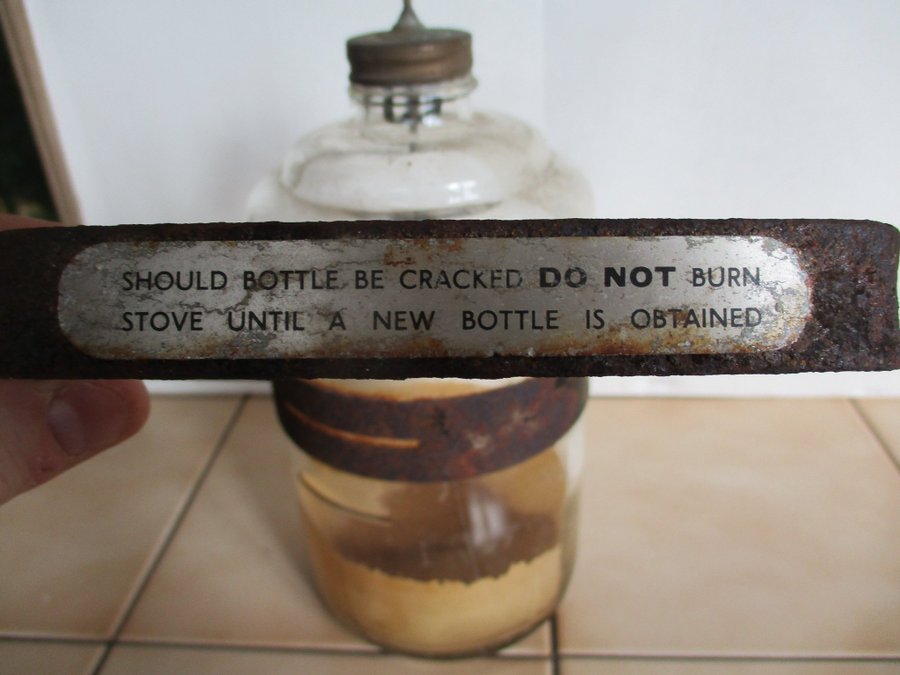 SHOULD BOTTLE BE CRACKED DO NOT BURN
STOVE UNTIL A NEW BOTTLE IS OBTAINED